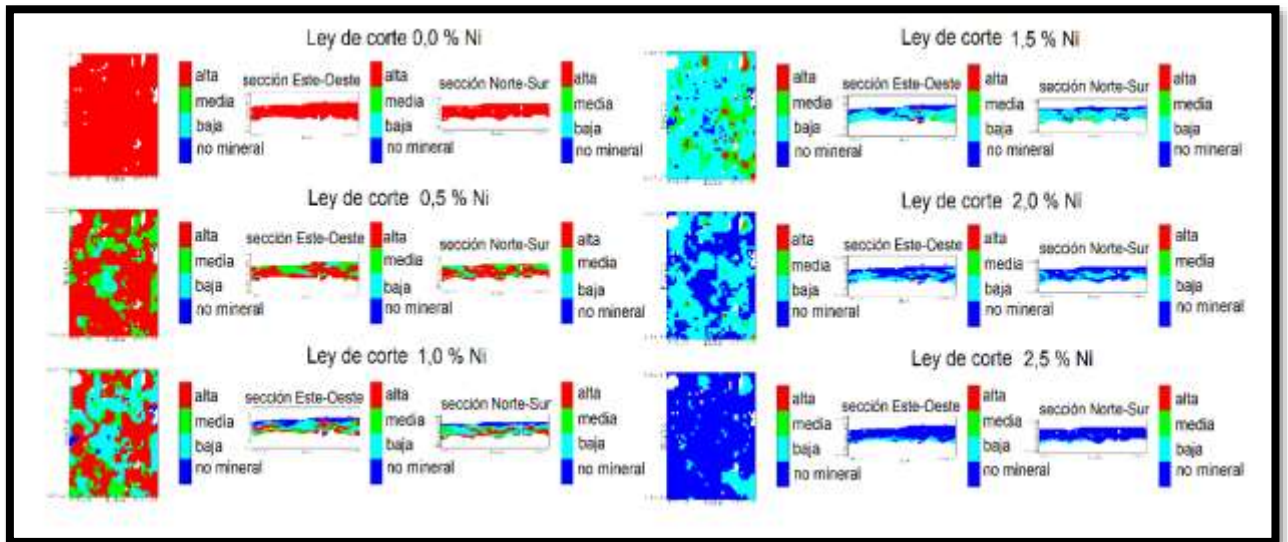 Ley de corte 0,0 % Ni
alta
media
baja
no mineral
sección Este-Oeste
alta
media
baja
no mineral
sección Norte-Sur
alta
media
baja
no mineral
Ley de corte 0,5 % Ni
alta
media
baja
no mineral
sección Este-Oeste
alta
media
baja
no mineral
sección Norte-Sur
alta
media
baja
no mineral
Ley de corte 1,0 % Ni
alta
media
baja
no mineral
sección Este-Oeste
alta
media
baja
no mineral
sección Norte-Sur
alta
media
baja
no mineral
Ley de corte 1,5 % Ni
alta
media
baja
no mineral
sección Este-Oeste
alta
media
baja
no mineral
sección Norte-Sur
alta
media
baja
no mineral
Ley de corte 2,0 % Ni
alta
media
baja
no mineral
sección Este-Oeste
alta
media
baja
no mineral
sección Norte-Sur
alta
media
baja
no mineral
Ley de corte 2,5 % Ni
alta
media
baja
no mineral
sección Este-Oeste
alta
media
baja
no mineral
sección Norte-Sur
alta
media
baja
no mineral